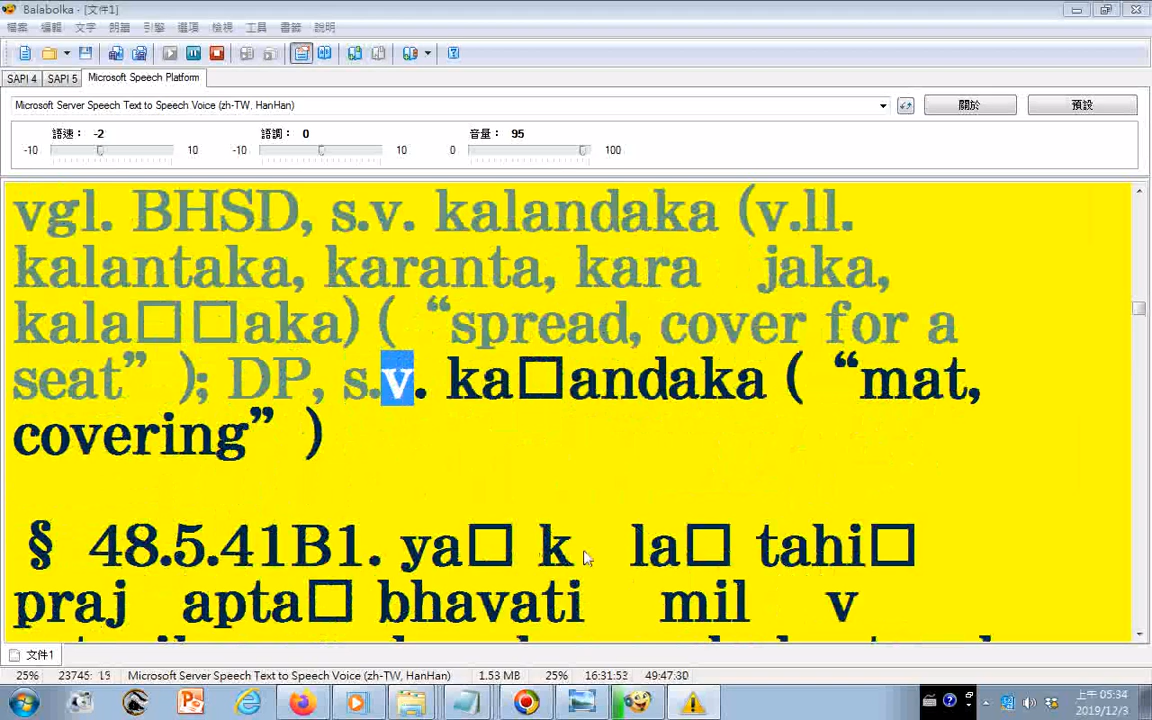 Balabolka - [文件1]
檔案 編輯 文字 朗誦 引擎 選項 檢視 工具 書籤 說明
SAPI 4 SAPI 5 Microsoft Speech Platform
Microsoft Server Speech Text to Speech Voice (zh-TW, HanHan) 關於 預設
語速： -2 語調： 0 音量： 95
-10 10 -10 10 0 100
vgl. BHSD, s.v. kalandaka (v.ll.
kalantaka, karanta, kara jaka,
kala□□aka) ( “spread, cover for a
seat” ); DP, s.v. ka□andaka ( “mat,
covering” )
§ 48.5.41B1. ya□ k la□ tahi□
praj apta□ bhavati mil v
文件1
25% 23745: 15 Microsoft Server Speech Text to Speech Voice (zh-TW, HanHan) 1.53 MB 25% 16:31:53 49:47:30
上午 05:34
2019/12/3